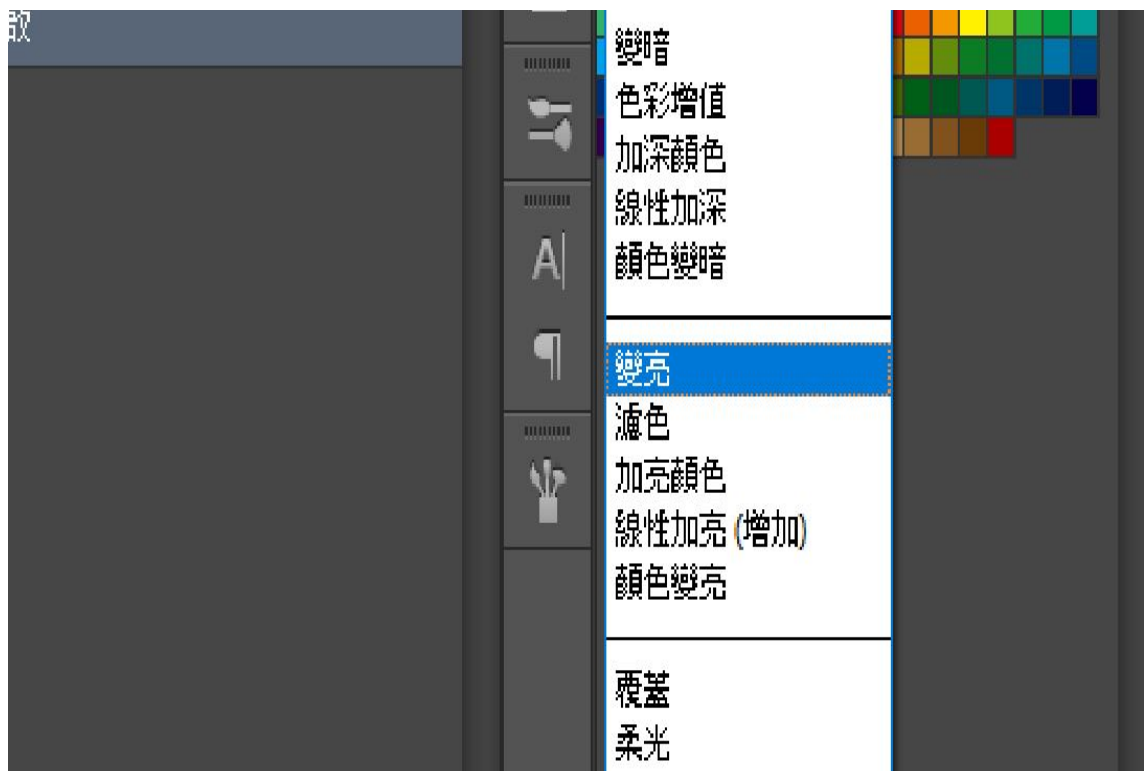 變暗
色彩增值
加深顏色
線性加深
顏色變暗
變亮
濾色
加亮顏色
線性加亮 (增加)
顏色變亮
覆蓋
柔光